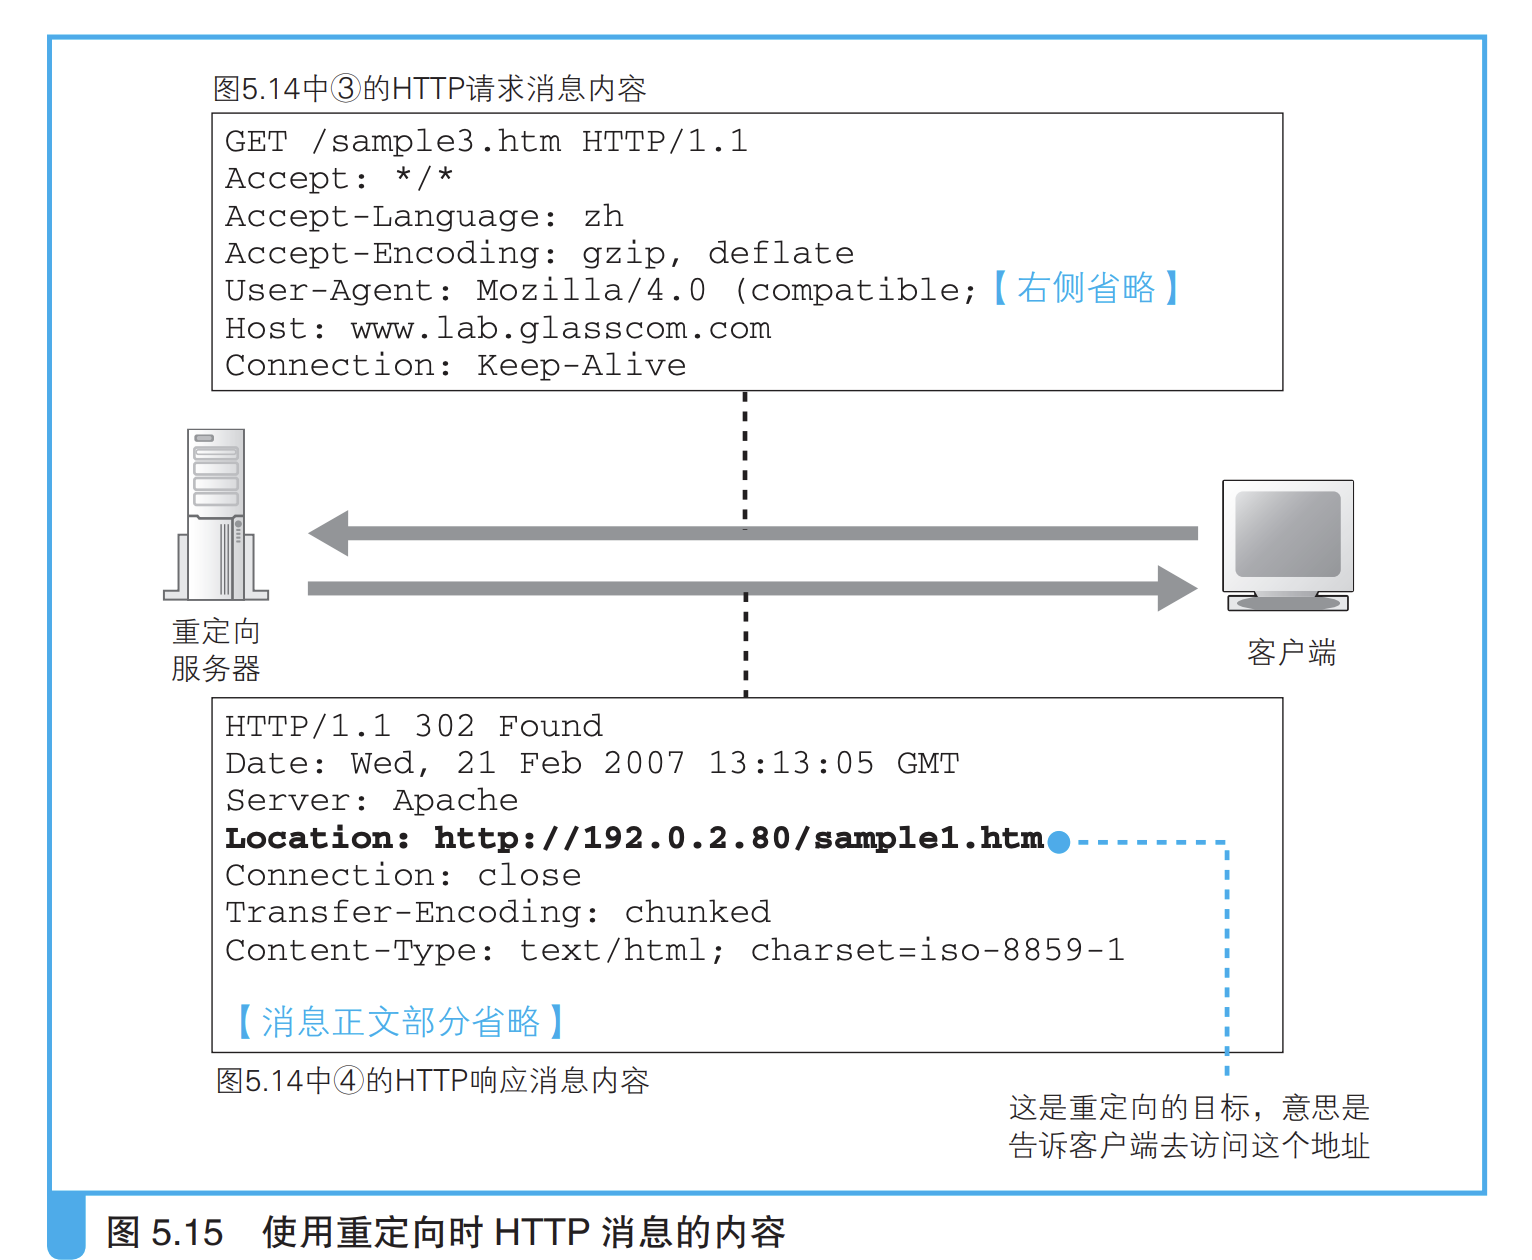 图5.14中③的HTTP请求消息内容
GET /sample3.htm HTTP/1.1
Accept: */*
Accept-Language: zh
Accept-Encoding: gzip, deflate
User-Agent: Mozilla/4.0 (compatible;【右侧省略】
Host: www.lab.glasscom.com
Connection: Keep-Alive
重定向
服务器
客户端
HTTP/1.1 302 Found
Date: Wed, 21 Feb 2007 13:13:05 GMT
Server: Apache
Location: http://192.0.2.80/sample1.htm
Connection: close
Transfer-Encoding: chunked
Content-Type: text/html; charset=iso-8859-1
【消息正文部分省略】
图5.14中④的HTTP响应消息内容
这是重定向的目标，意思是
告诉客户端去访问这个地址
图 5.15 使用重定向时 HTTP 消息的内容